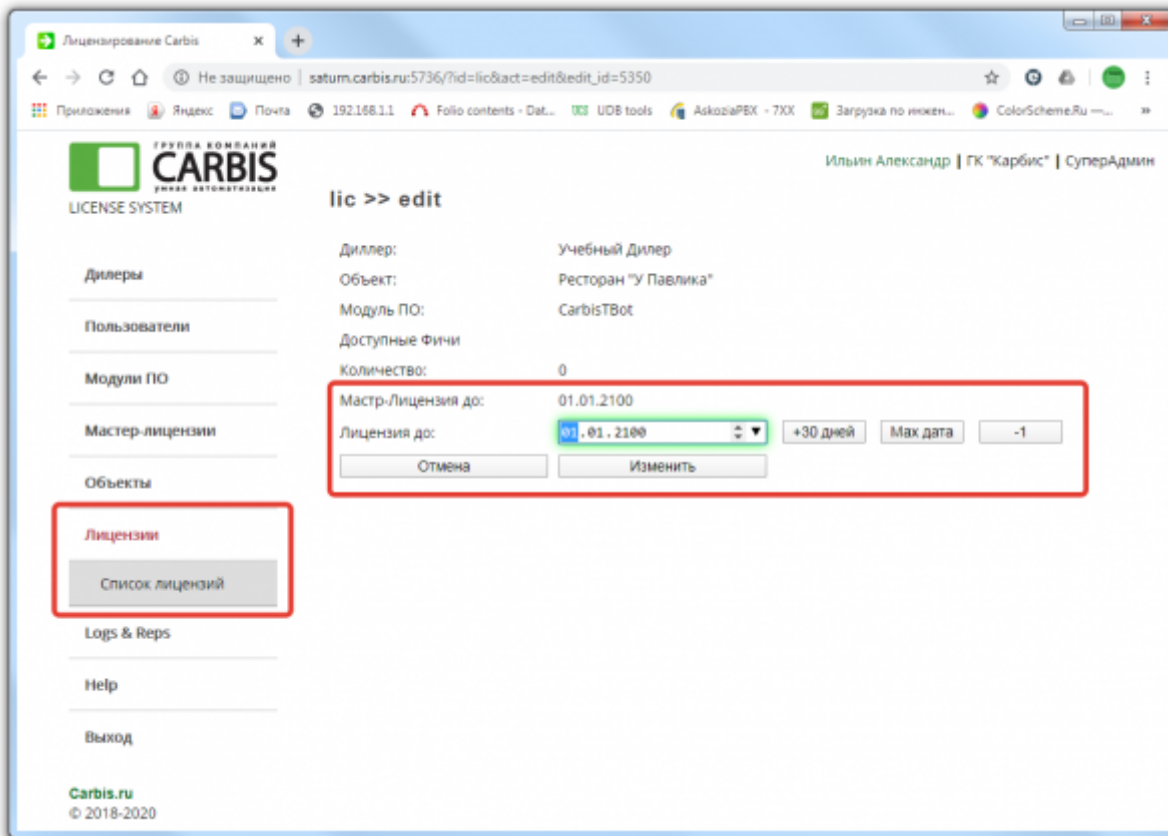 Лицензирование Carbis
Не защищено | saturn.carbis.ru:5736/?id=lic&act=edit&edit_id=5350
Приложения Яндекс Почта 192.168.1.1 Folio contents - Dat... UDB tools AskoziaPBX - 7XX Загрузка по инжен... ColorScheme.Ru —... »
ГРУППА КОМПАНИЙ
CARBIS
умная автоматизация
LICENSE SYSTEM
Ильин Александр | ГК "Карбис" | СуперАдмин
lic >> edit
Диллер: Учебный Дилер
Объект: Ресторан "У Павлика"
Модуль ПО: CarbisTBot
Доступные Фичи
Количество: 0
Мастр-Лицензия до: 01.01.2100
Лицензия до: 01.01.2100 +30 дней Max дата -1
Отмена Изменить
Дилеры
Пользователи
Модули ПО
Мастер-лицензии
Объекты
Лицензии
Список лицензий
Logs & Reps
Help
Выход
Carbis.ru
© 2018-2020